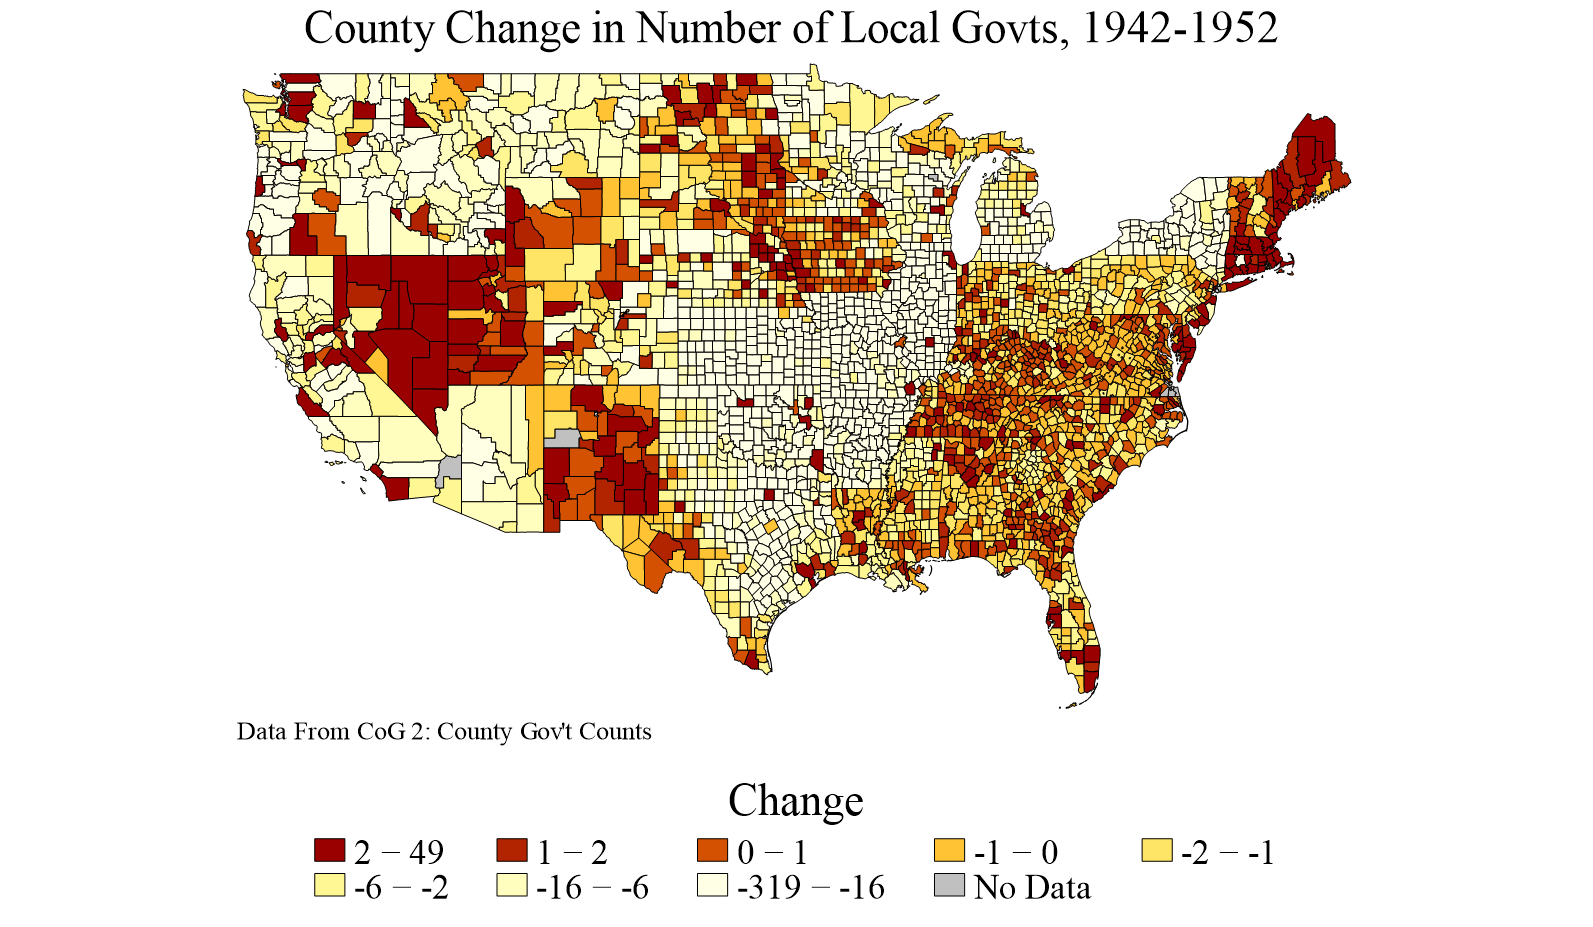 County Change in Number of Local Govts, 1942-1952
Data From CoG 2: County Gov't Counts
Change
2 − 49 1 − 2 0 − 1 -1 − 0 -2 − -1
-6 − -2 -16 − -6 -319 − -16 No Data